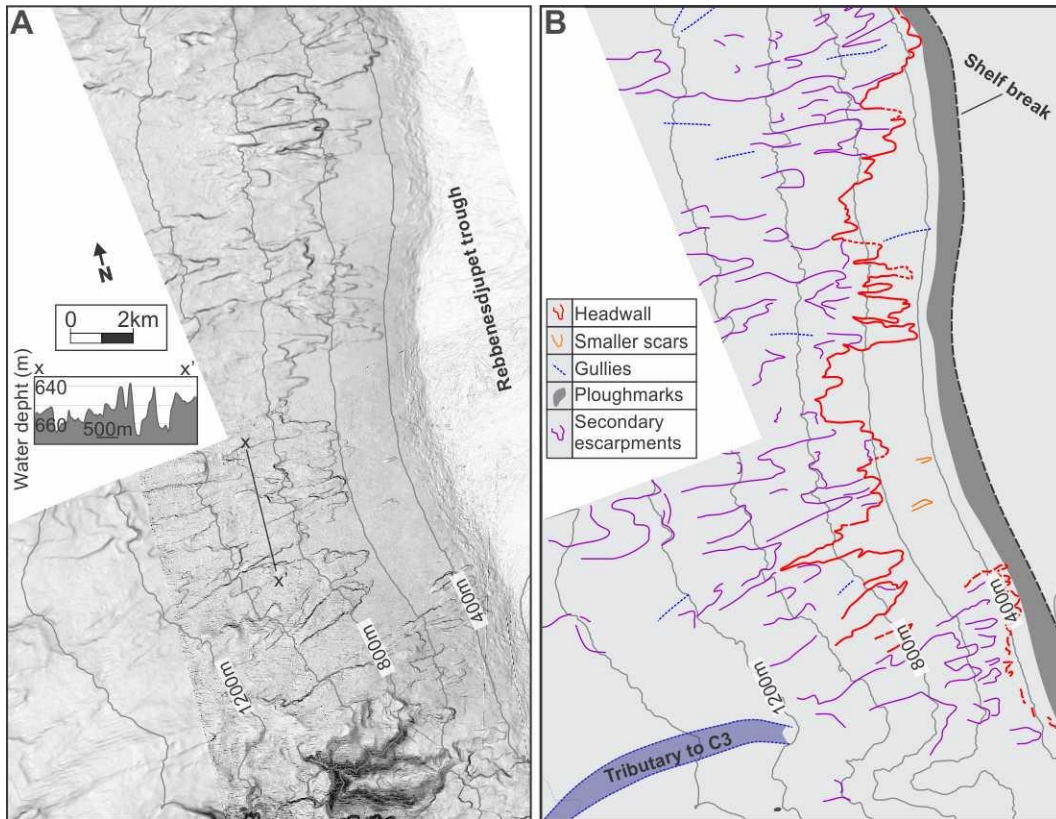 A
N
0 2km
Water depht (m)
x x'
640
660
500m
x
x'
Rebbenesdjupet trough
400m
800m
1200m
B
Shelf break
Headwall
Smaller scars
Gullies
Ploughmarks
Secondary
escarpments
400m
800m
1200m
Tributary to C3